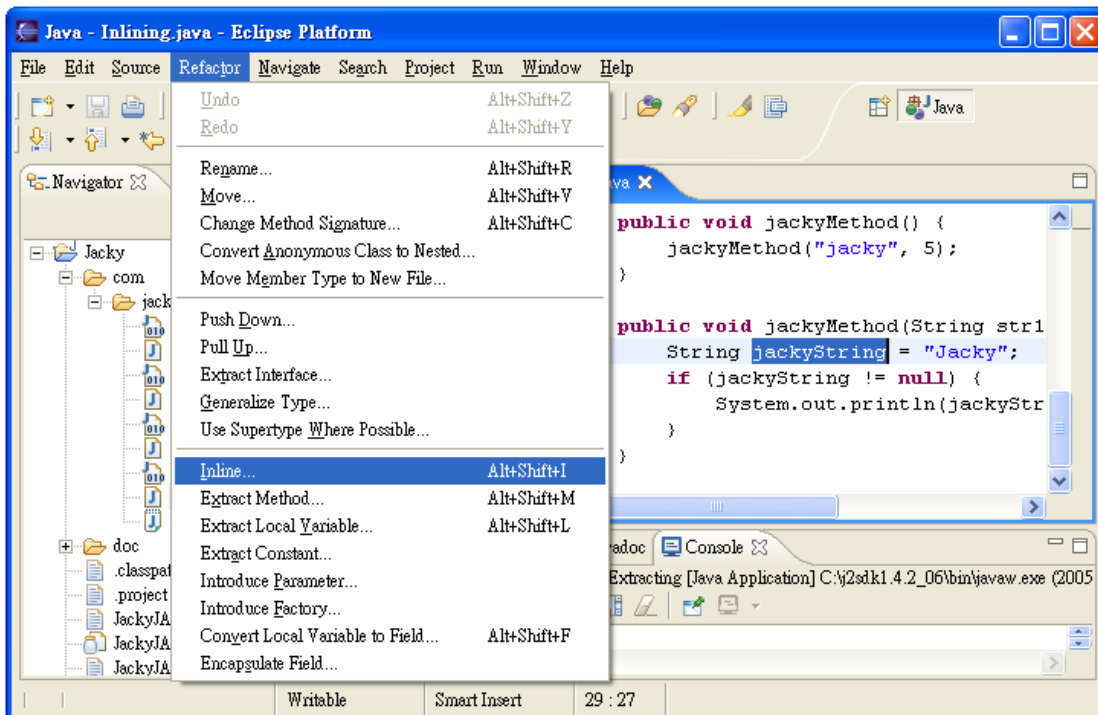 Java - Inlining.java - Eclipse Platform
File Edit Source Refactor Navigate Search Project Run Window Help
Undo Alt+Shift+Z
Redo Alt+Shift+Y
Java
Rename... Alt+Shift+R
Move... Alt+Shift+V
Change Method Signature... Alt+Shift+C
Convert Anonymous Class to Nested...
Move Member Type to New File...
Push Down...
Pull Up...
Extract Interface...
Generalize Type...
Use Supertype Where Possible...
Inline... Alt+Shift+I
Extract Method... Alt+Shift+M
Extract Local Variable... Alt+Shift+L
Extract Constant...
Introduce Parameter...
Introduce Factory...
Convert Local Variable to Field... Alt+Shift+F
Encapsulate Field...
Navigator
Jacky
com
jack
doc
.classpat
.project
JackyJA
JackyJA
JackyJA
ava
public void jackyMethod() {
jackyMethod("jacky", 5);
}
public void jackyMethod(String str1
String jackyString = "Jacky";
if (jackyString != null) {
System.out.println(jackyStr
}
}
adoc Console
Extracting [Java Application] C:\j2sdk1.4.2_06\bin\javaw.exe (2005
Writable Smart Insert 29 : 27